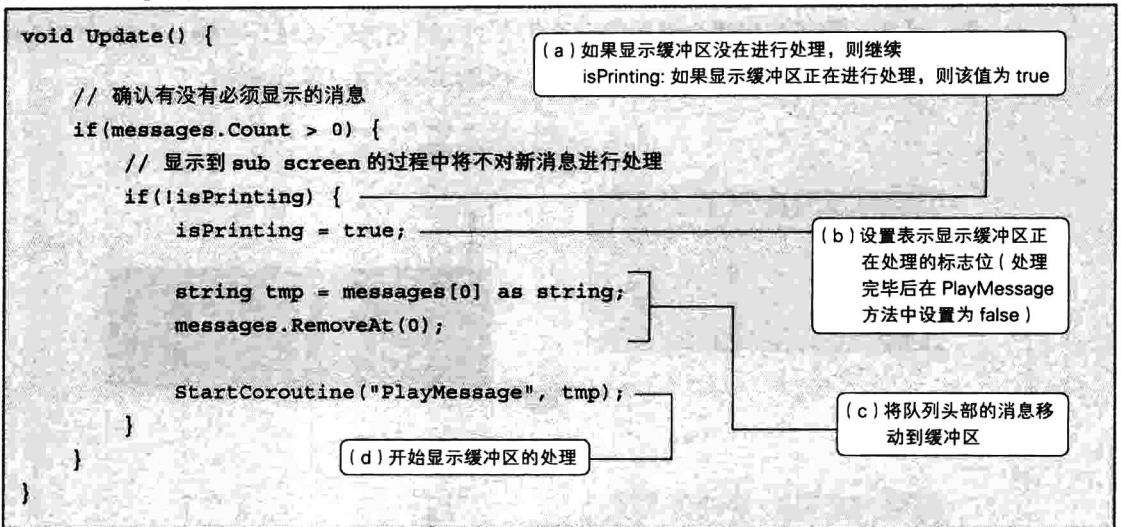 void Update() {
(a)如果显示缓冲区没在进行处理，则继续
isPrinting: 如果显示缓冲区正在进行处理，则该值为 true
// 确认有没有必须显示的消息
if(messages.Count > 0) {
// 显示到 sub screen 的过程中将不对新消息进行处理
if(!isPrinting) {
isPrinting = true;
(b)设置表示显示缓冲区正
在处理的标志位(处理
完毕后在 PlayMessage
方法中设置为 false)
string tmp = messages[0] as string;
messages.RemoveAt(0);
(c)将队列头部的消息移
动到缓冲区
StartCoroutine("PlayMessage", tmp);
}
(d)开始显示缓冲区的处理
}
}